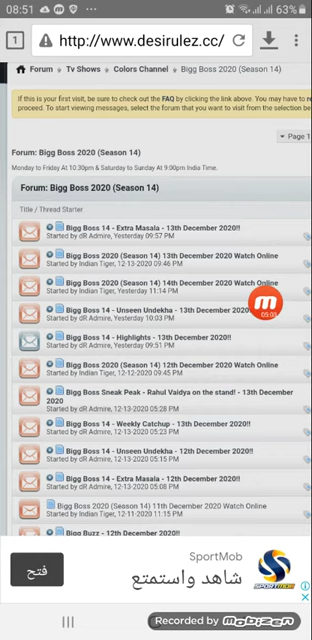 08:51
63%
1
http://www.desirulez.cc/
Forum Tv Shows Colors Channel Bigg Boss 2020 (Season 14)
If this is your first visit, be sure to check out the FAQ by clicking the link above. You may have to
proceed. To start viewing messages, select the forum that you want to visit from the selection
Page 1
Forum: Bigg Boss 2020 (Season 14)
Monday to Friday At 10:30pm & Saturday to Sunday At 9:00pm India Time.
Forum: Bigg Boss 2020 (Season 14)
Title / Thread Starter
Bigg Boss 14 - Extra Masala - 13th December 2020!!
Started by dR Admire, Yesterday 09:57 PM
Bigg Boss 2020 (Season 14) 13th December 2020 Watch Online
Started by Indian Tiger, 12-13-2020 09:46 PM
Bigg Boss 2020 (Season 14) 14th December 2020 Watch Online
Started by Indian Tiger, Yesterday 11:14 PM
Bigg Boss 14 - Unseen Undekha - 13th December 2020!!
Started by dR Admire, Yesterday 10:03 PM
05:03
Bigg Boss 14 - Highlights - 13th December 2020!!
Started by dR Admire, Yesterday 09:51 PM
Bigg Boss 2020 (Season 14) 12th December 2020 Watch Online
Started by Indian Tiger, 12-12-2020 09:45 PM
Bigg Boss Sneak Peak - Rahul Vaidya on the stand! - 13th December
2020
Started by dR Admire, 12-13-2020 05:28 PM
Bigg Boss 14 - Weekly Catchup - 13th December 2020!!
Started by dR Admire, 12-13-2020 05:23 PM
Bigg Boss 14 - Unseen Undekha - 12th December 2020!!
Started by dR Admire, 12-13-2020 05:15 PM
Bigg Boss 14 - Extra Masala - 12th December 2020!!
Started by dR Admire, 12-13-2020 05:08 PM
Bigg Boss 2020 (Season 14) 11th December 2020 Watch Online
Started by Indian Tiger, 12-11-2020 11:15 PM
Bigg Buzz - 12th December 2020!!
SportMob
شاهد واستمتع
فتح
SPORTMOB
Recorded by mobizen